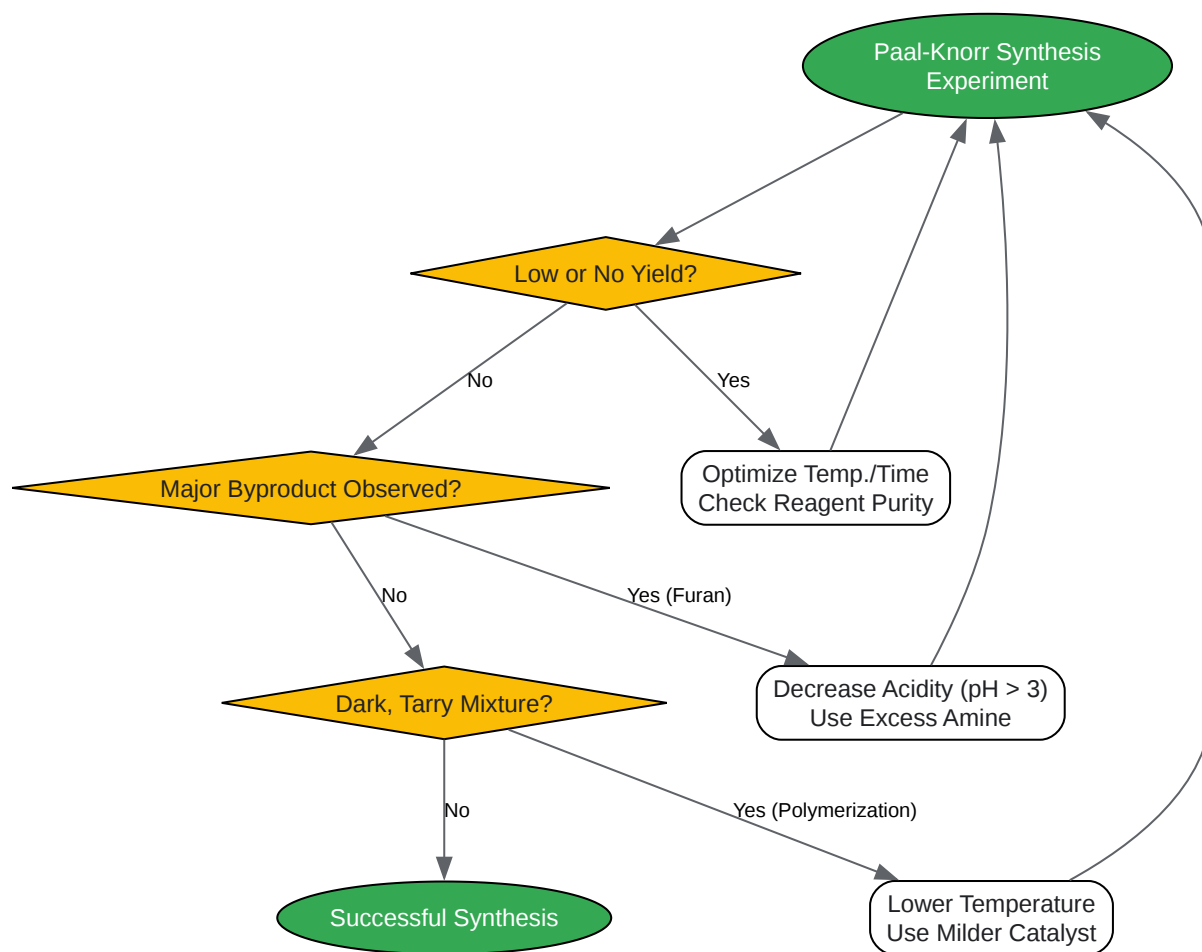 Paal-Knorr Synthesis
Experiment
Low or No Yield?
No
Yes
Major Byproduct Observed?
Optimize Temp./Time
Check Reagent Purity
No
Yes (Furan)
Dark, Tarry Mixture?
Decrease Acidity (pH > 3)
Use Excess Amine
No
Yes (Polymerization)
Successful Synthesis
Lower Temperature
Use Milder Catalyst